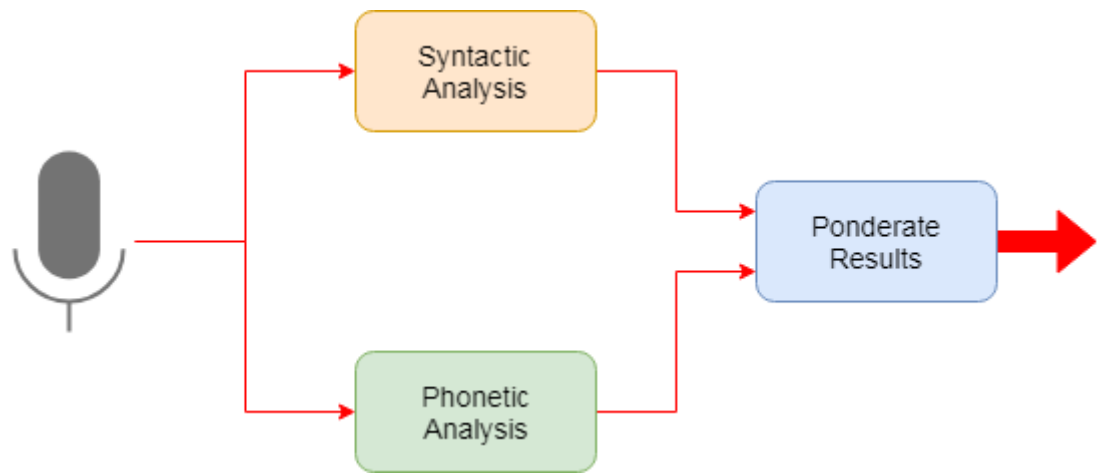 Syntactic
Analysis
Ponderate
Results
Phonetic
Analysis